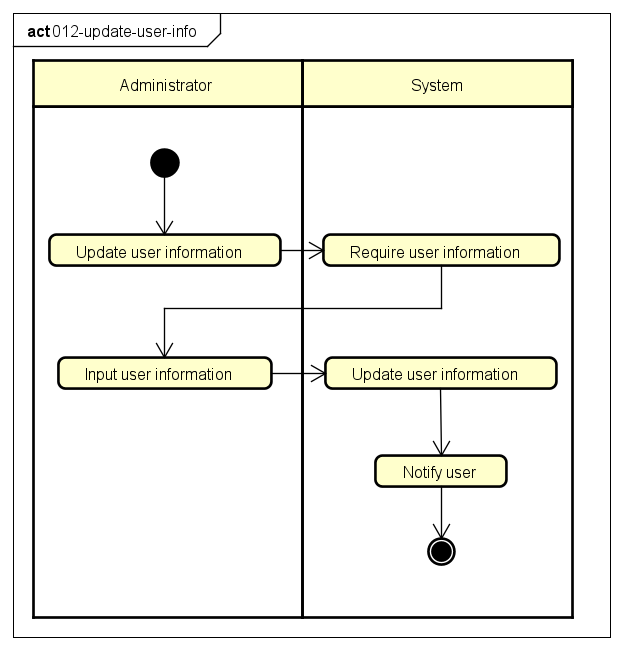 act 012-update-user-info
Administrator
System
Update user information
Require user information
Input user information
Update user information
Notify user